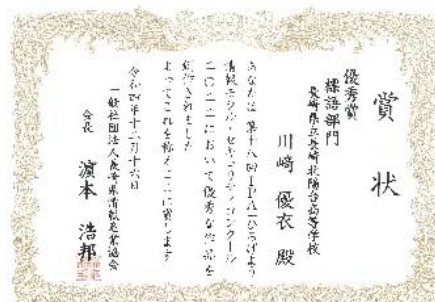 賞状
優秀賞
標語部門
長崎県立長崎北陽台高等学校
川崎 優衣 殿
あなたは 第十八回IPA「ひろげよう
情報モラル・セキュリティコンクール」
二〇二二において優秀な作品を
創作されました
よってこれを称えここに賞します
令和四年十二月十六日
一般社団法人長崎県情報産業協会
会長 濵本 浩邦